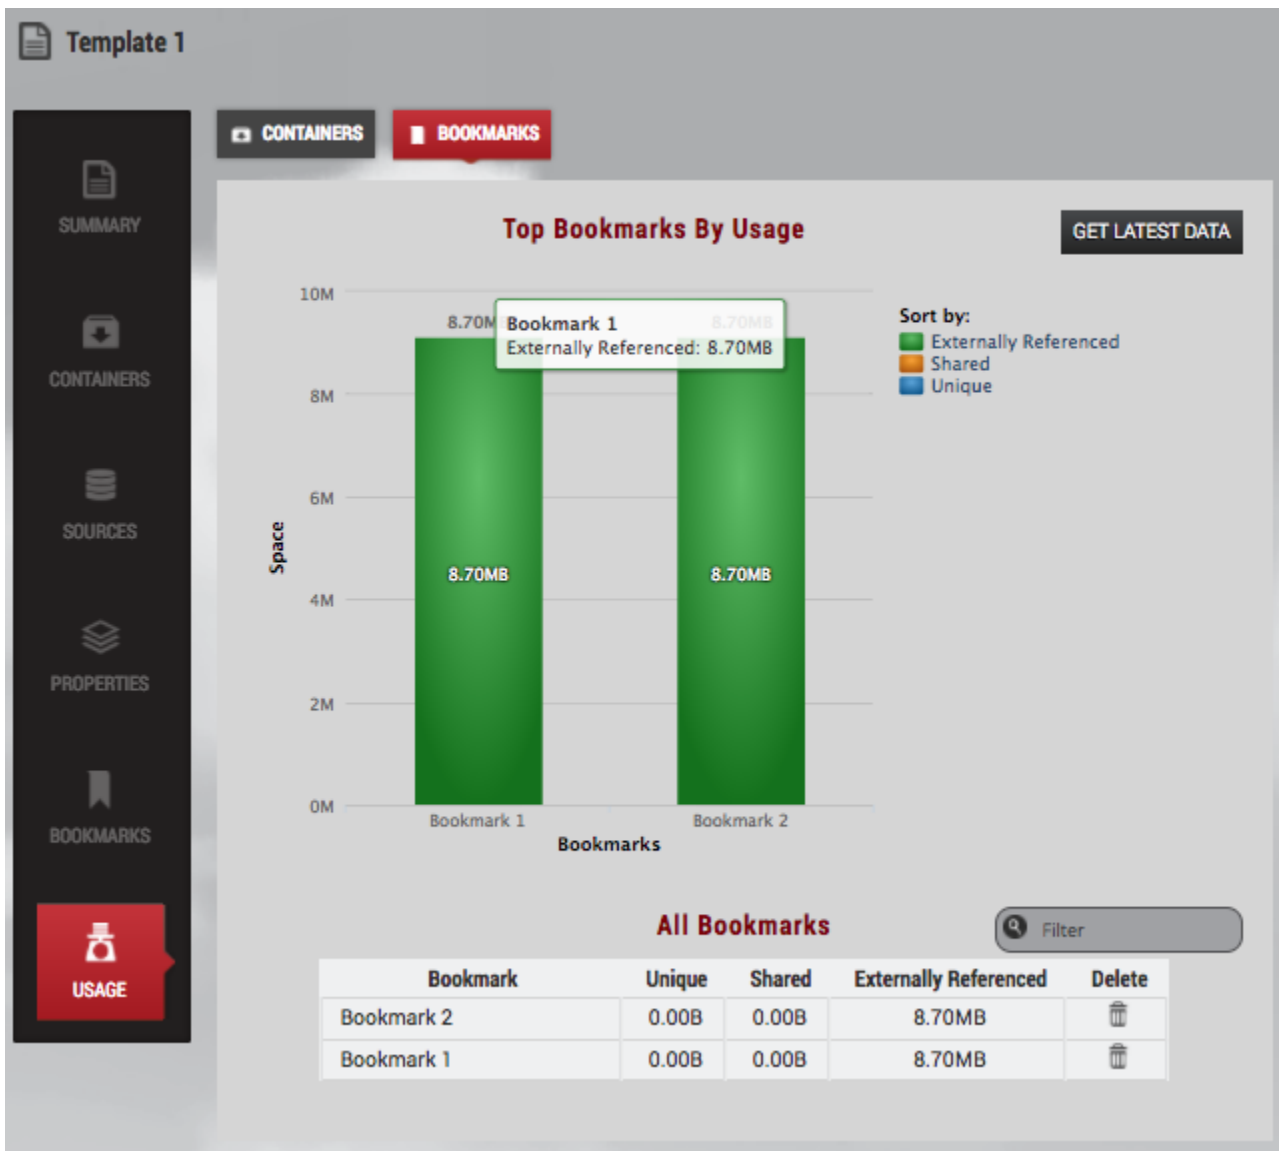 Template 1
CONTAINERS
BOOKMARKS
SUMMARY
CONTAINERS
SOURCES
PROPERTIES
BOOKMARKS
USAGE
Top Bookmarks By Usage
GET LATEST DATA
10M
8M
6M
4M
2M
0M
Space
8.70M
8.70MB
Bookmark 1
Externally Referenced: 8.70MB
8.70MB
8.70MB
Bookmark 1
Bookmark 2
Bookmarks
Sort by:
Externally Referenced
Shared
Unique
All Bookmarks
Filter
Bookmark Unique Shared Externally Referenced Delete
Bookmark 2 0.00B 0.00B 8.70MB
Bookmark 1 0.00B 0.00B 8.70MB